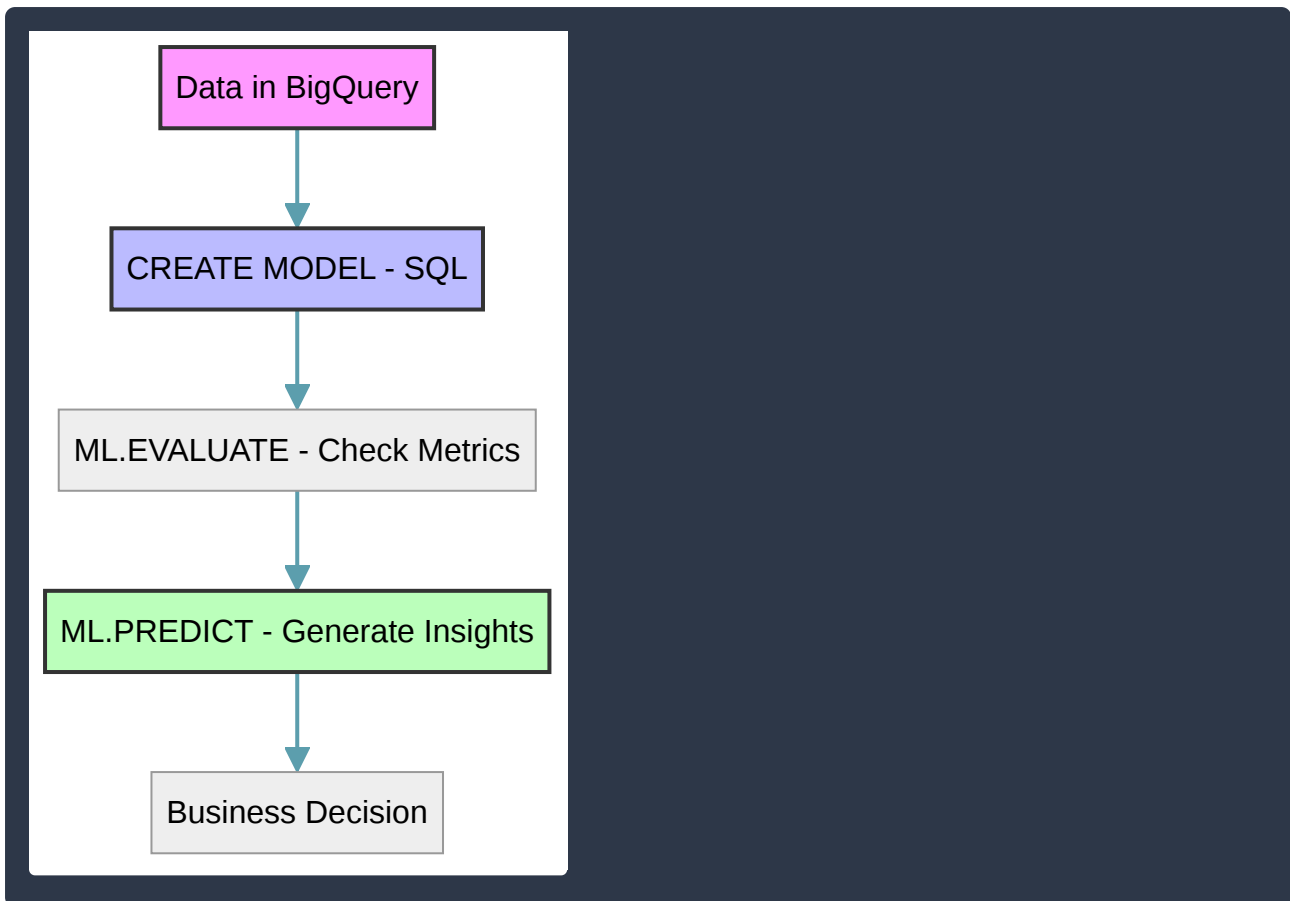 Data in BigQuery
CREATE MODEL - SQL
ML.EVALUATE - Check Metrics
ML.PREDICT - Generate Insights
Business Decision